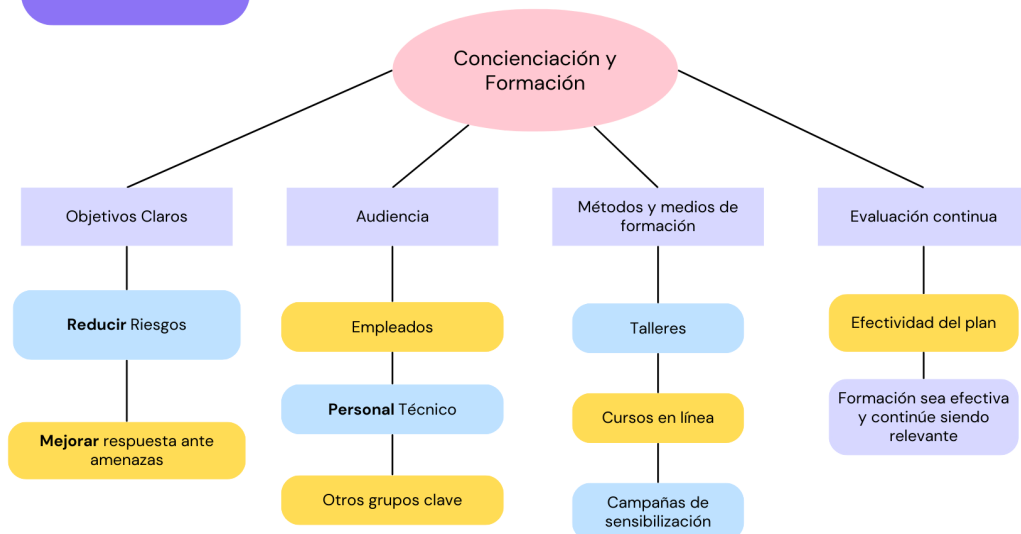 Concienciación y
Formación
Objetivos Claros
Audiencia
Métodos y medios de
formación
Evaluación continua
Reducir Riesgos
Empleados
Talleres
Efectividad del plan
Personal Técnico
Cursos en línea
Formación sea efectiva
y continúe siendo
relevante
Mejorar respuesta ante
amenazas
Otros grupos clave
Campañas de
sensibilización